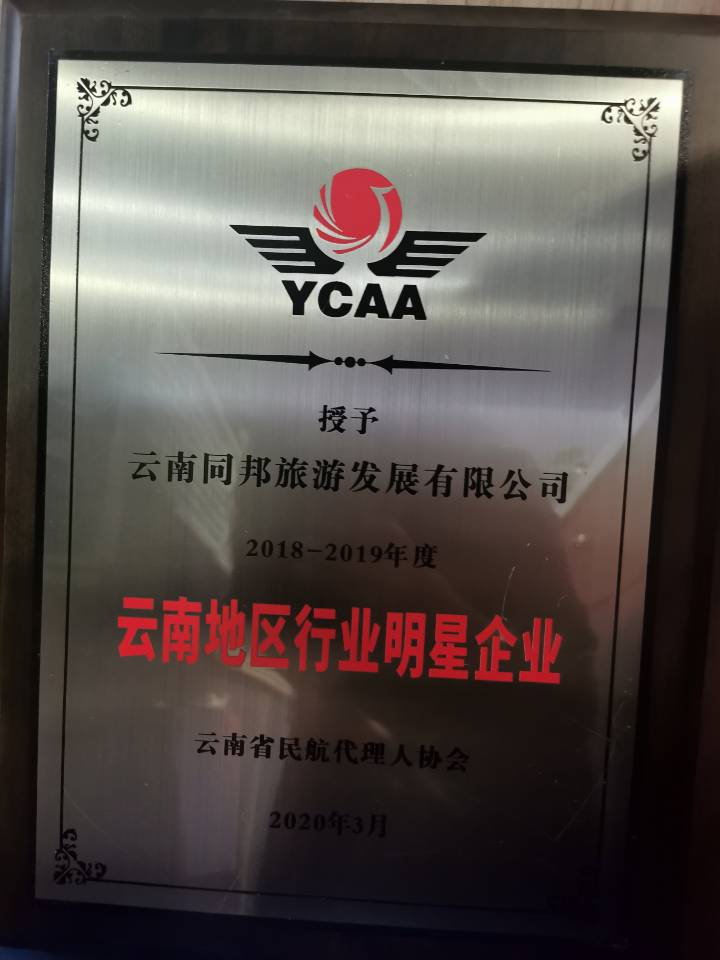 YCAA
授予
云南同邦旅游发展有限公司
2018-2019年度
云南地区行业明星企业
云南省民航代理人协会
2020年3月